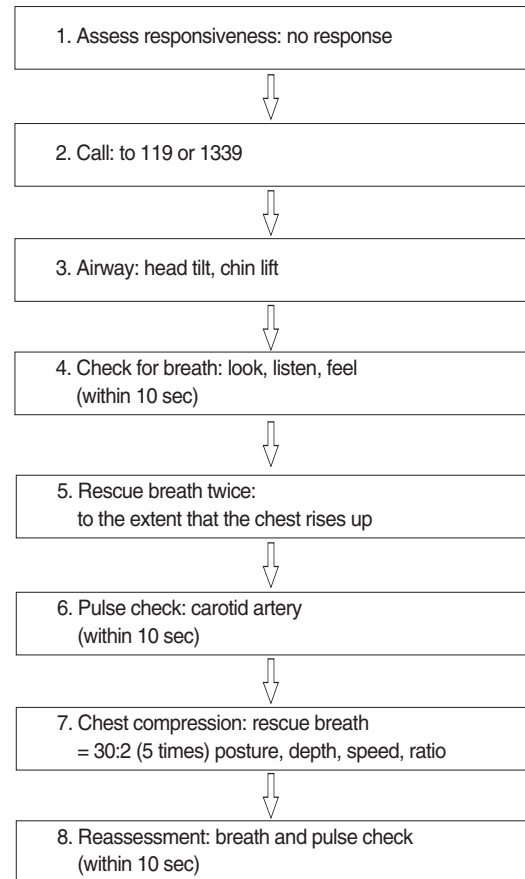 1. Assess responsiveness: no response
2. Call: to 119 or 1339
3. Airway: head tilt, chin lift
4. Check for breath: look, listen, feel
(within 10 sec)
5. Rescue breath twice:
to the extent that the chest rises up
6. Pulse check: carotid artery
(within 10 sec)
7. Chest compression: rescue breath
= 30:2 (5 times) posture, depth, speed, ratio
8. Reassessment: breath and pulse check
(within 10 sec)